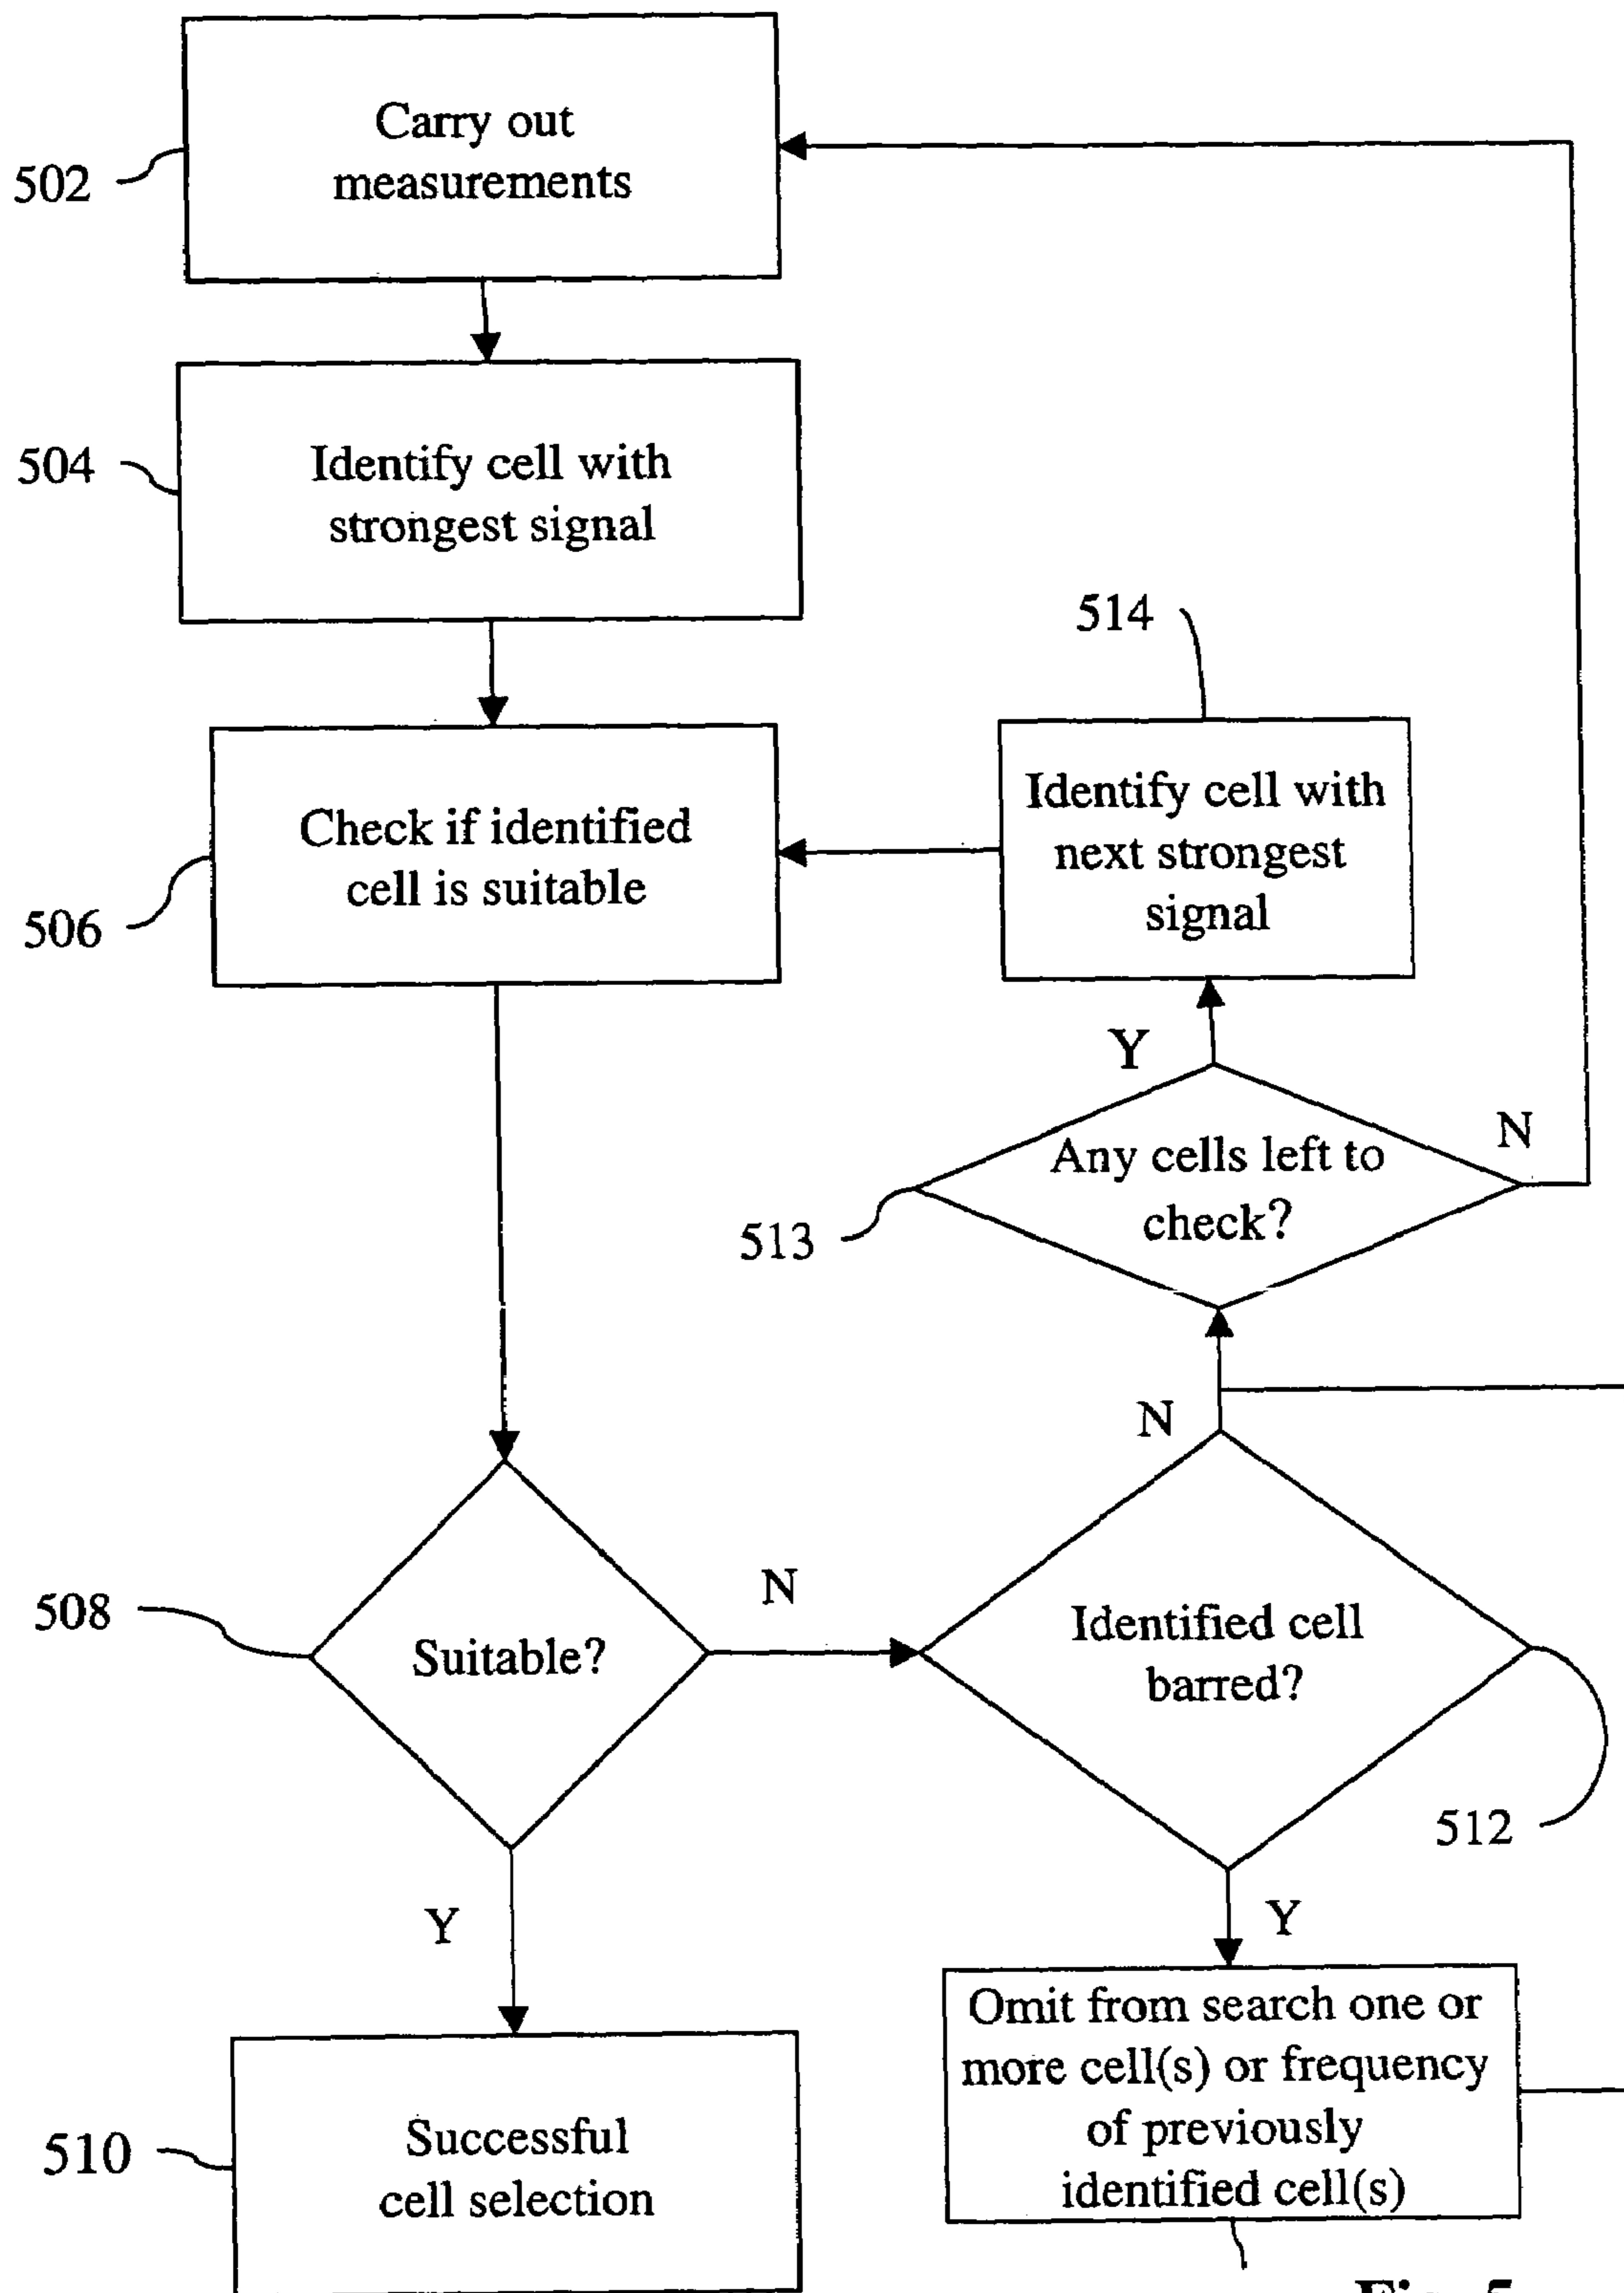 Carry out
measurements
502
Identify cell with
strongest signal
504
514
Check if identified
cell is suitable
506
Identify cell with
next strongest
signal
Y
N
Any cells left to
check?
513
N
508
Suitable?
N
Identified cell
barred?
512
Y
Y
Omit from search one or
more cell(s) or frequency
of previously
identified cell(s)
510
Successful
cell selection